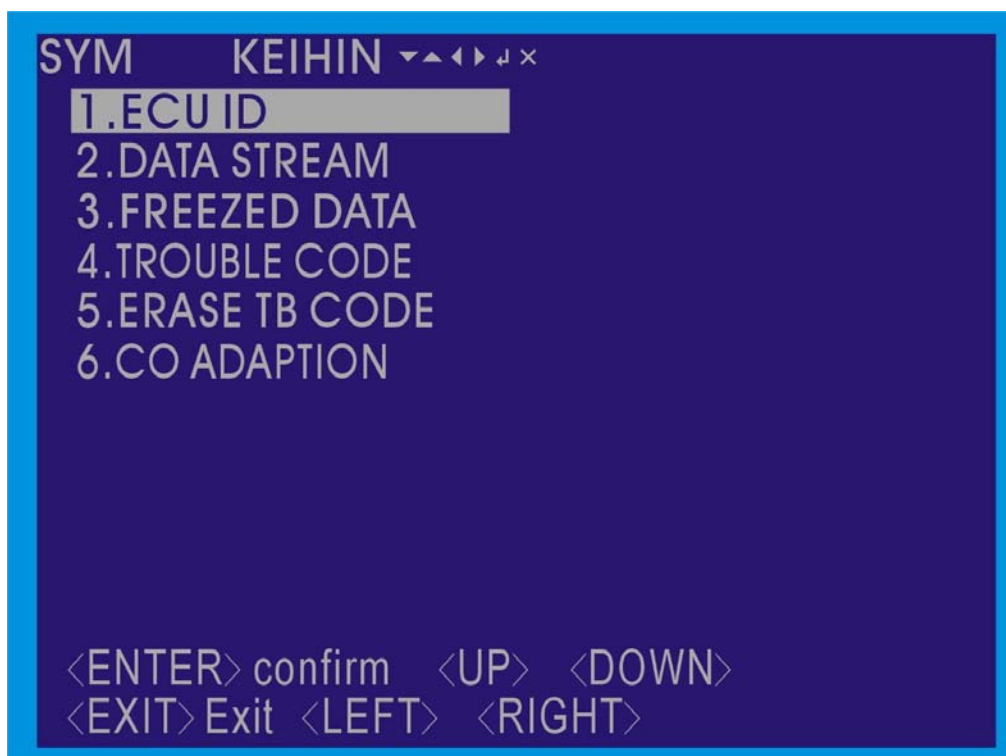 SYM KEIHIN ▼▲◀▶↲×
1.ECU ID
2.DATA STREAM
3.FREEZED DATA
4.TROUBLE CODE
5.ERASE TB CODE
6.CO ADAPTION
<ENTER> confirm <UP> <DOWN>
<EXIT> Exit <LEFT> <RIGHT>